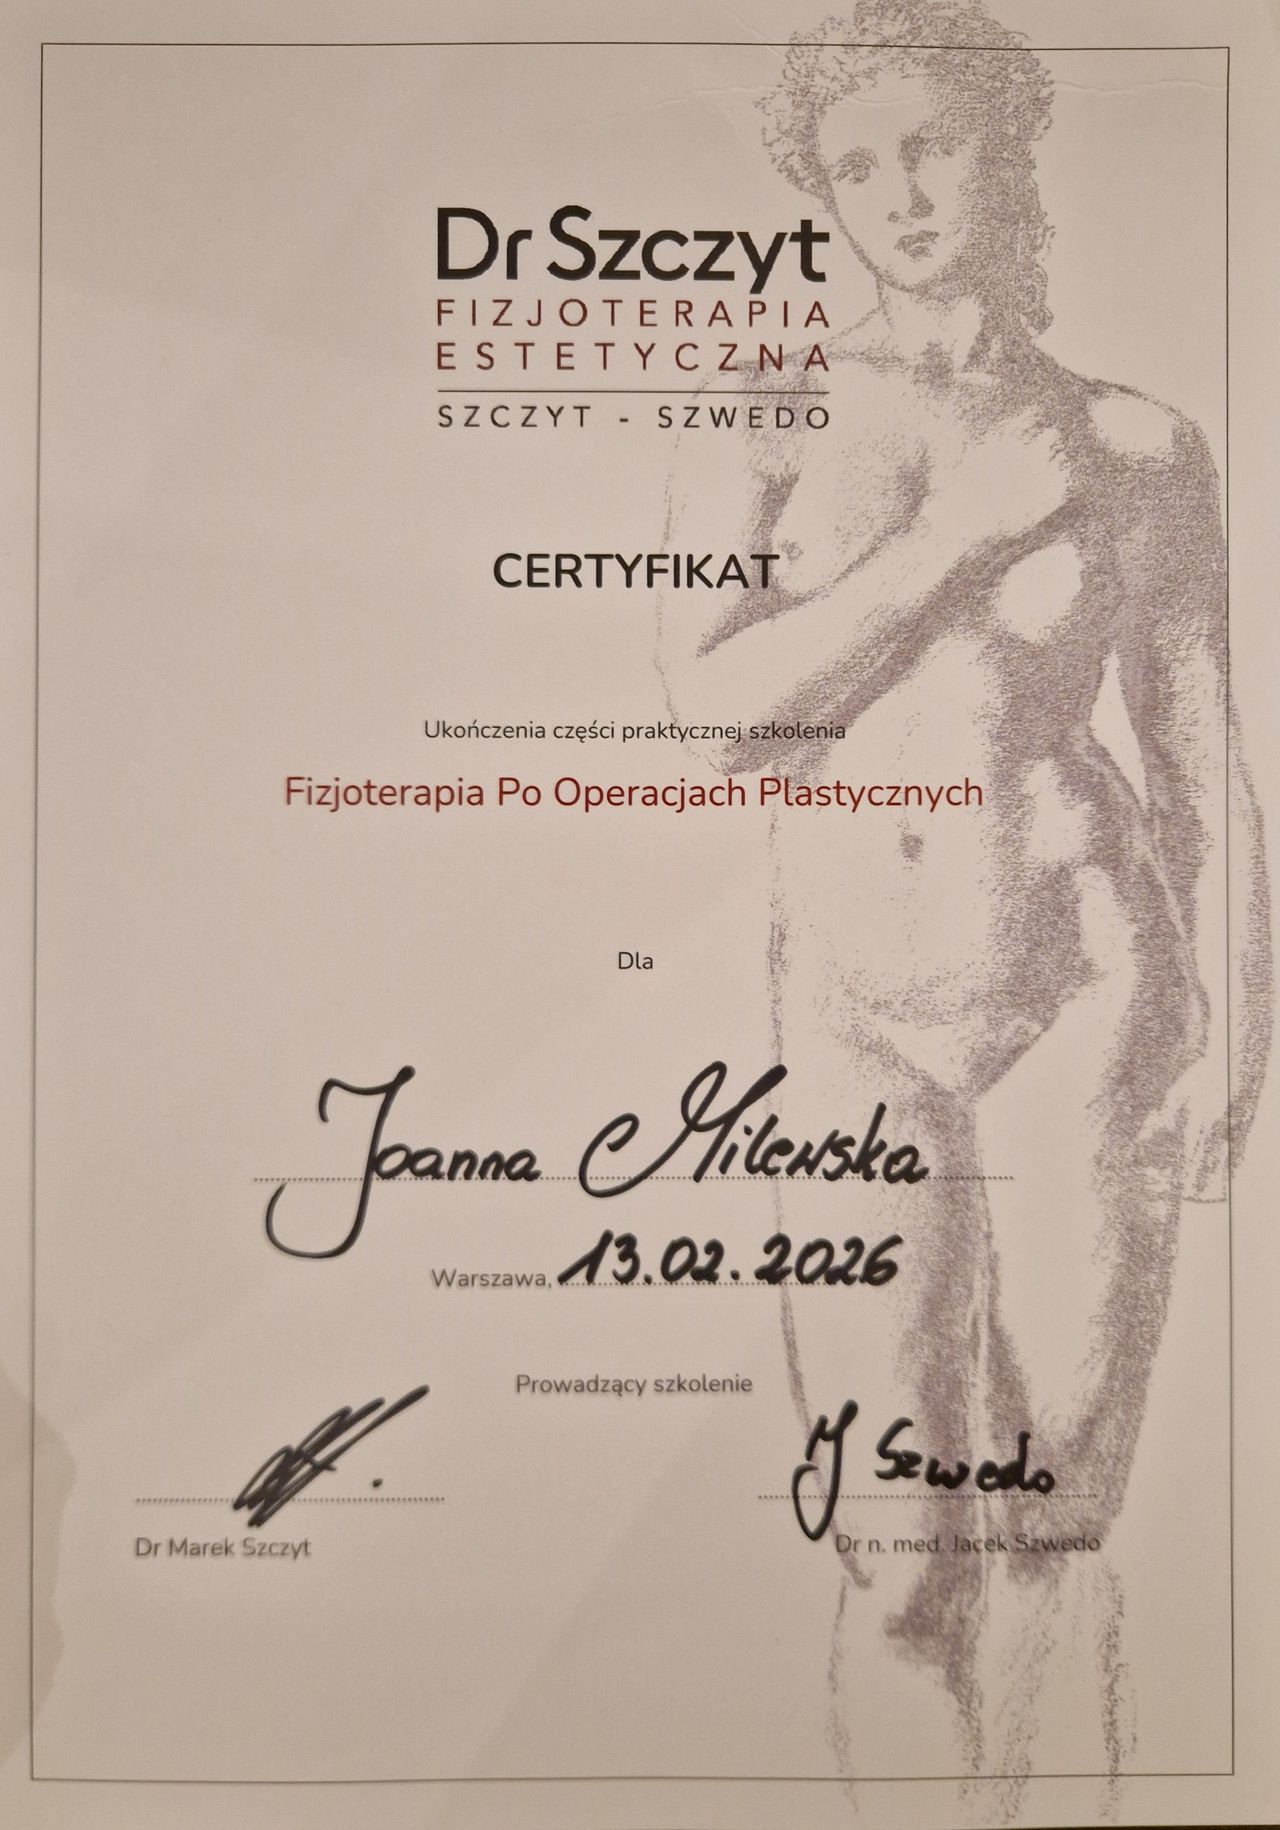 Dr Szczyt
FIZJOTERAPIA
ESTETYCZNA
SZCZYT - SZWEDO
CERTYFIKAT
Ukończenia części praktycznej szkolenia
Fizjoterapia Po Operacjach Plastycznych
Dla
Joanna Milewska
Warszawa, 13.02.2026
Prowadzący szkolenie
J Szwedo
Dr Marek Szczyt
Dr n. med. Jacek Szwedo